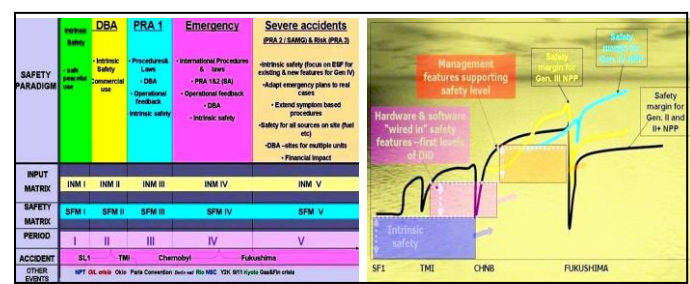 SAFETY
PARADIGM
Intrinsic
Safety
• safe
peaceful
use
DBA
• Intrinsic
Safety
Commercial
use
PRA 1
• Procedures&
Laws
• DBA
• Operational
feedback
Intrinsic safety
Emergency
• International Procedures
& laws
• PRA 1&2 (BA)
• Operational feedback
• DBA
• Intrinsic safety
Severe accidents
(PRA 2 / SAMG) & Risk (PRA 3)
•Intrinsic safety (focus on ESF for
existing & new features for Gen IV)
•Adapt emergency plans to real
cases
• Extend symptom based
procedures
•Safety for all sources on site (fuel
etc)
•DBA –sites for multiple units
• Financial impact
INPUT
MATRIX
INM I INM II INM III INM IV INM V
SAFETY
MATRIX
SFM I SFM II SFM III SFM IV SFM V
PERIOD
I II III IV V
ACCIDENT
SL1 TMI Chernobyl Fukushima
OTHER
EVENTS
NPT OIL crisis Oklo Paris Convention Rio NSC Y2K 9/11 Kyoto Gas&Fin crisis
Management
features supporting
safety level
Safety
margin for
Gen. III NPP
Safety
margin for
Safety
margin for
Gen II and
II+ NPP
Hardware & software
"wired in" safety
features –first levels
of DiD
Intrinsic
safety
SF1 TMI CHNB FUKUSHIMA